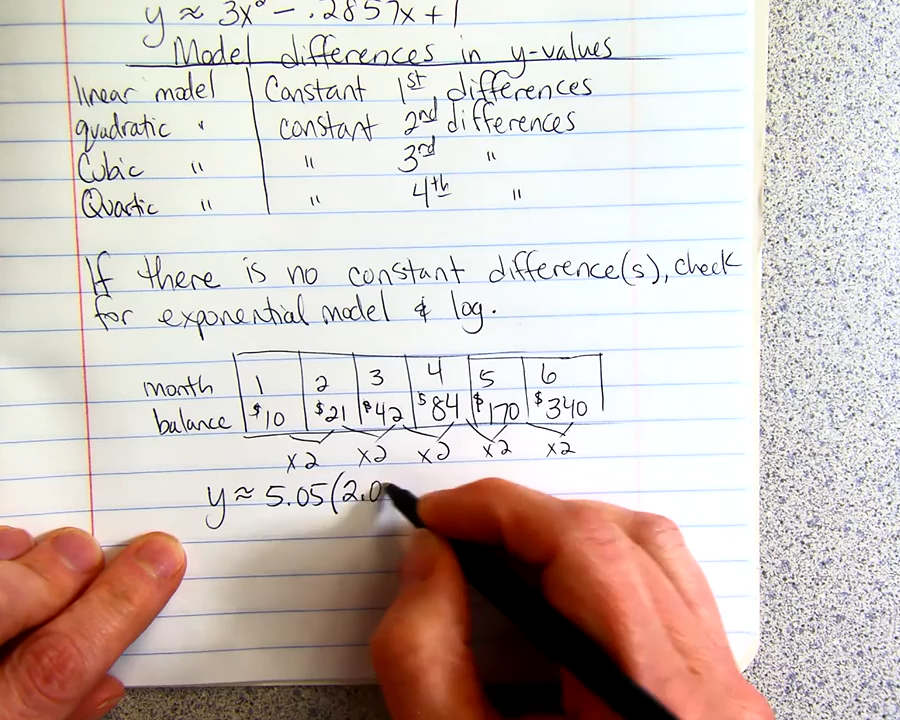 y ≈ 3x² - .2857x + 1
Model differences in y-values
linear model Constant 1st differences
quadratic " constant 2nd differences
Cubic " " 3rd "
Quartic " " 4th "
If there is no constant difference(s), check
for exponential model & log.
month 1 2 3 4 5 6
balance $10 $21 $42 $84 $170 $340
x2 x2 x2 x2 x2
y ≈ 5.05(2.0